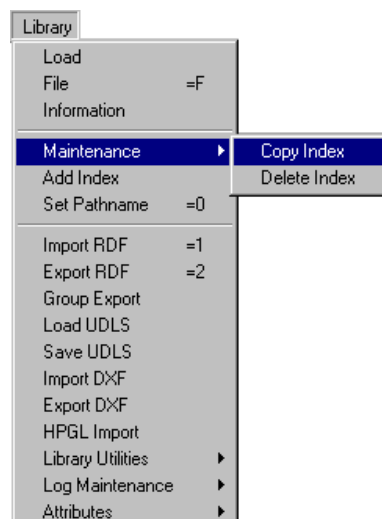 Library
Load
File =F
Information
Maintenance
Copy Index
Delete Index
Add Index
Set Pathname =0
Import RDF =1
Export RDF =2
Group Export
Load UDLS
Save UDLS
Import DXF
Export DXF
HPGL Import
Library Utilities
Log Maintenance
Attributes